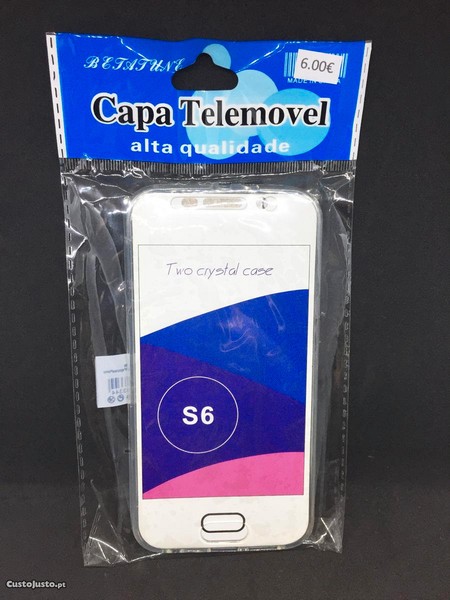 BETATUNE
6.00€
MADE IN
Capa Telemovel
alta qualidade
Two crystal case
S6
CustoJusto.pt